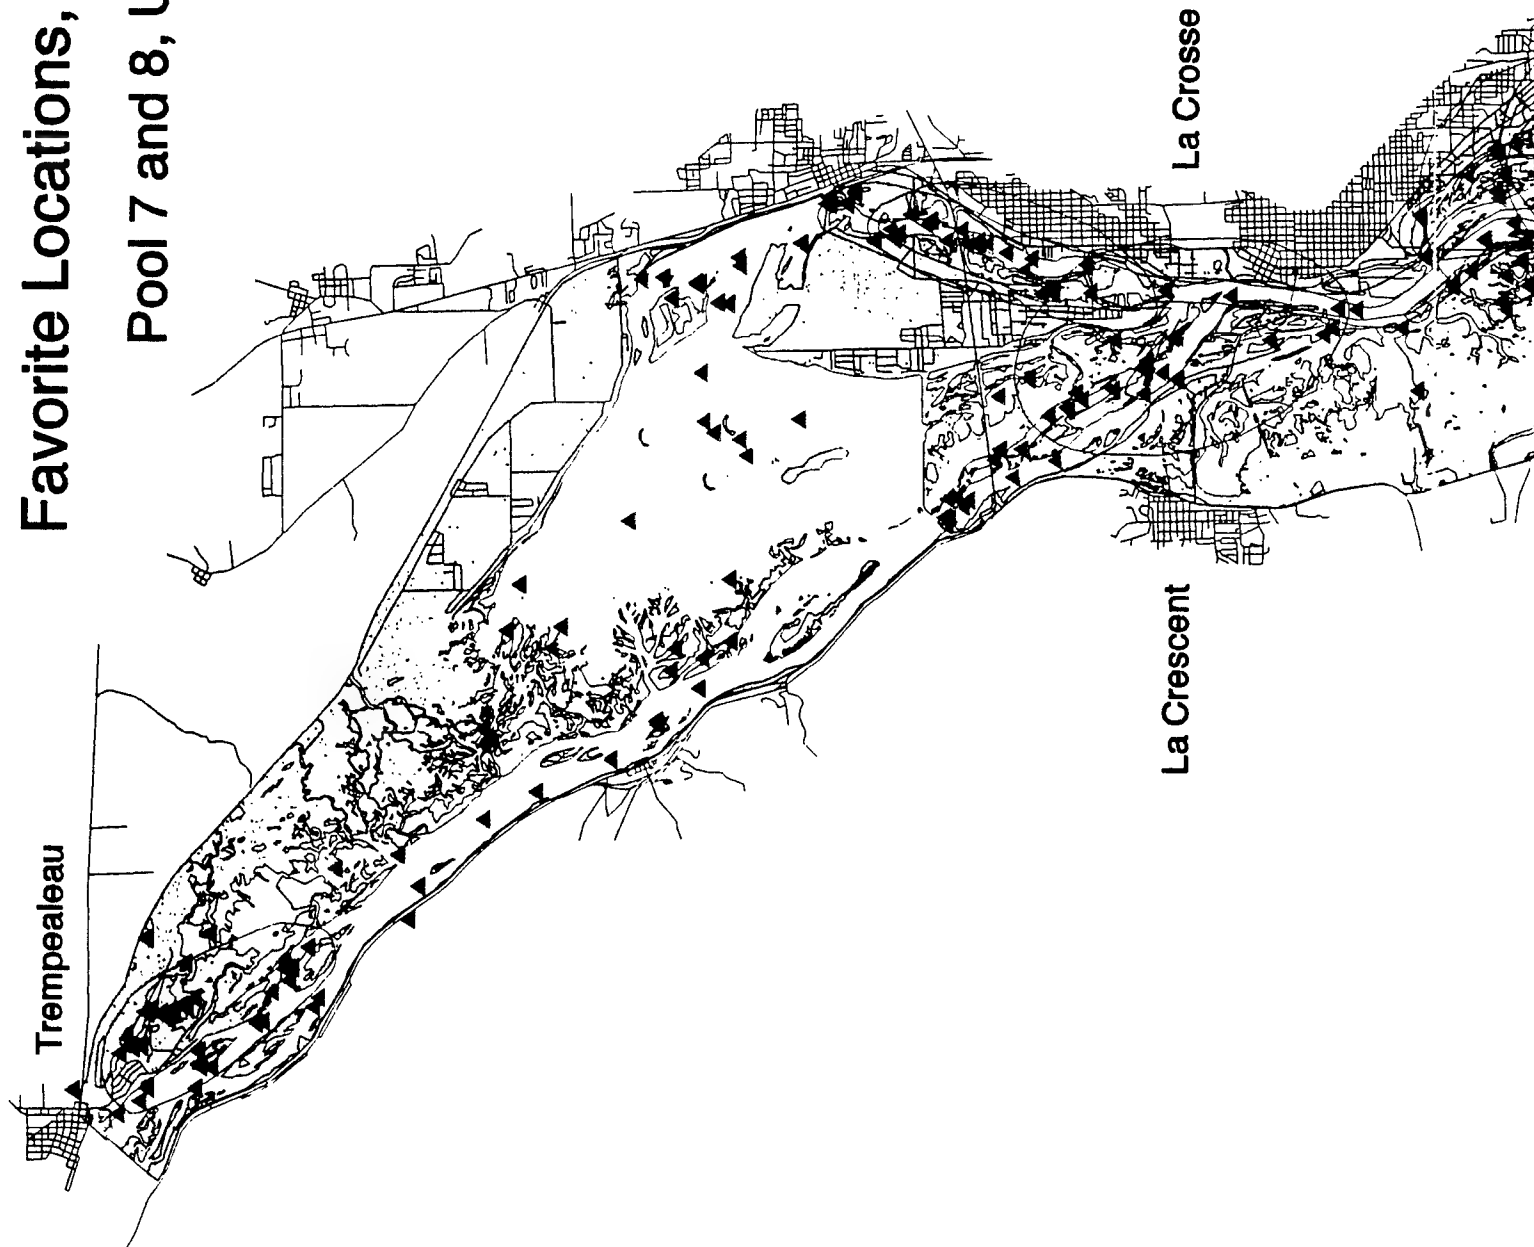 Favorite Locations,
Pool 7 and 8, U
Trempealeau
La Crosse
La Crescent